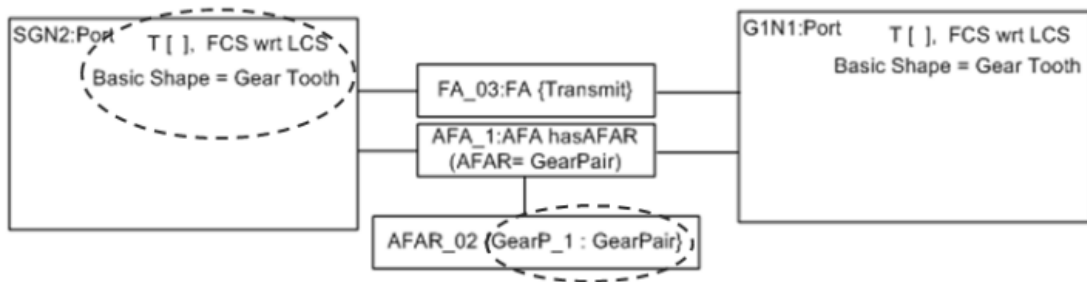 SGN2:Port
T [ ], FCS wrt LCS
Basic Shape = Gear Tooth
FA_03:FA {Transmit}
AFA_1:AFA hasAFAR
(AFAR= GearPair)
AFAR_02 {GearP_1 : GearPair}
G1N1:Port
T [ ], FCS wrt LCS
Basic Shape = Gear Tooth